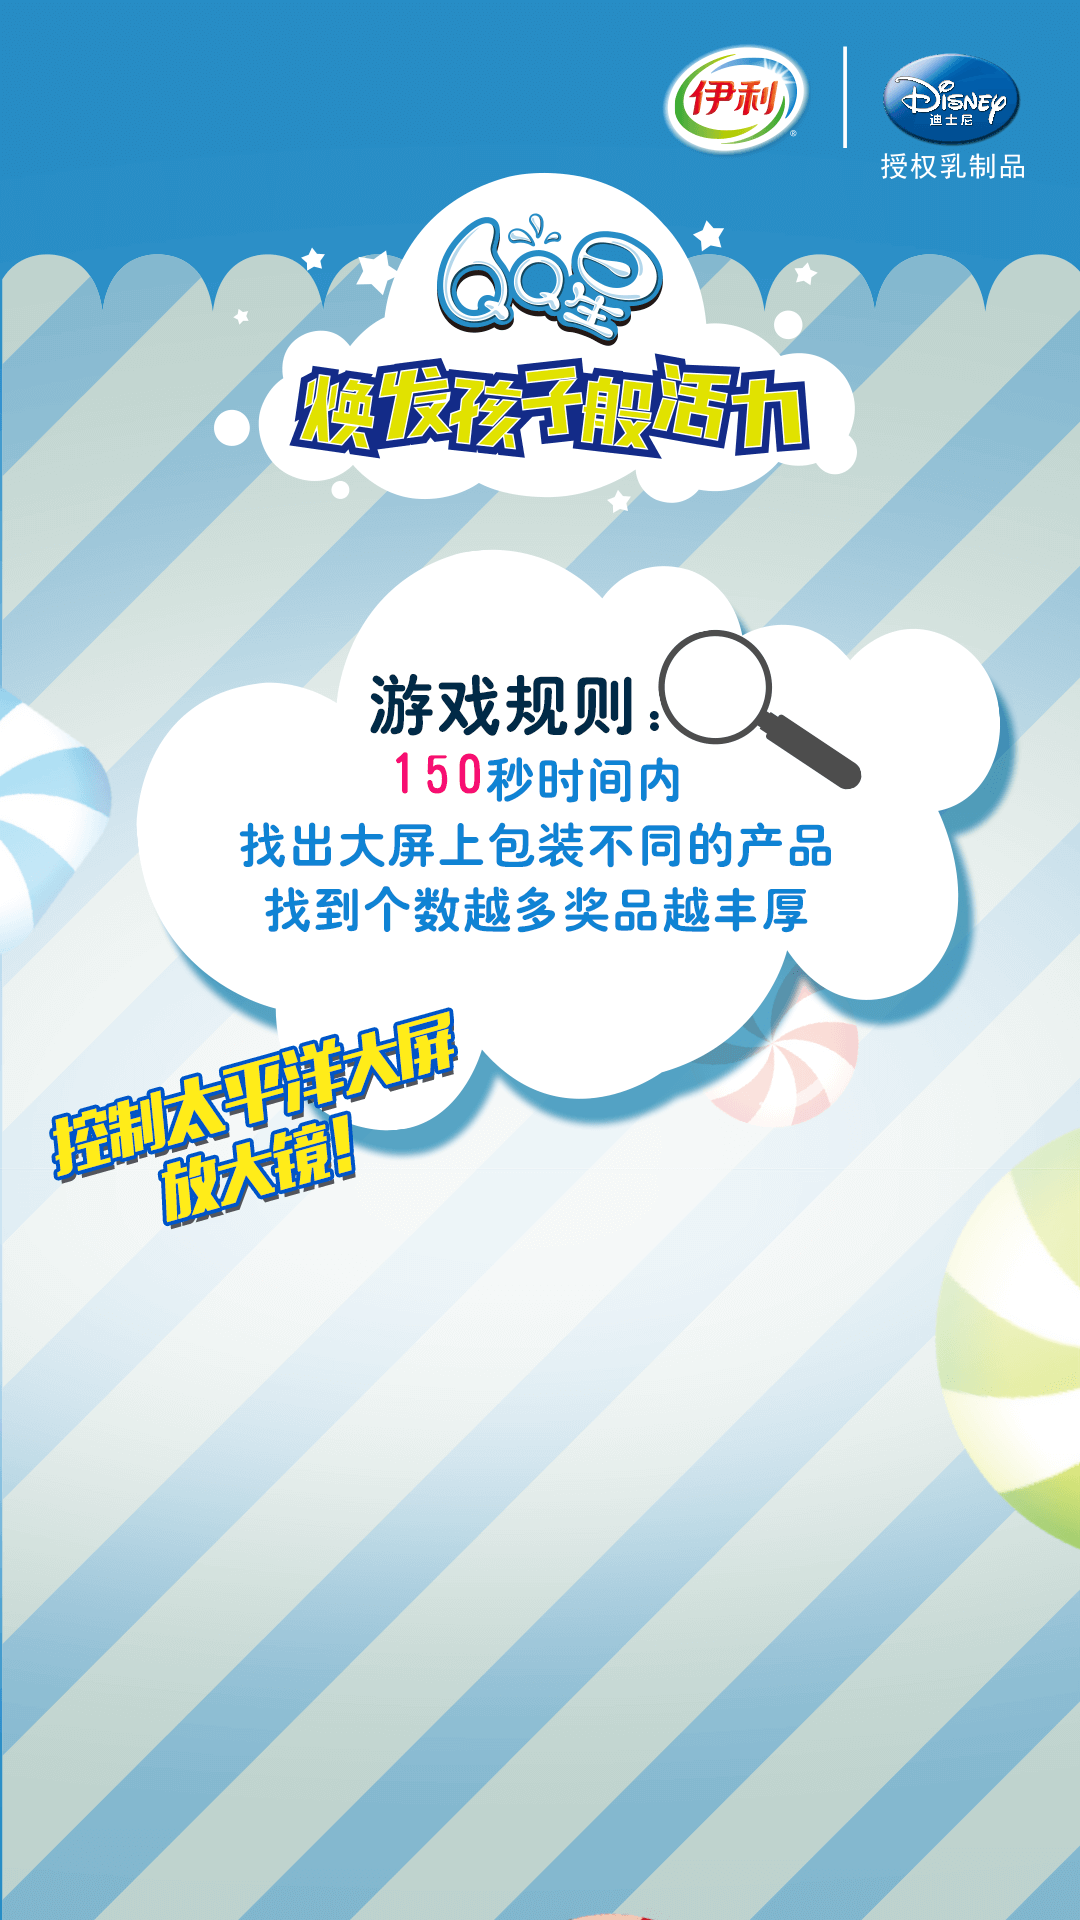 伊利
®
Disney
迪士尼
授权乳制品
QQ星
焕发孩子般活力
游戏规则：
150秒时间内
找出大屏上包装不同的产品
找到个数越多奖品越丰厚
控制太平洋大屏
放大镜！